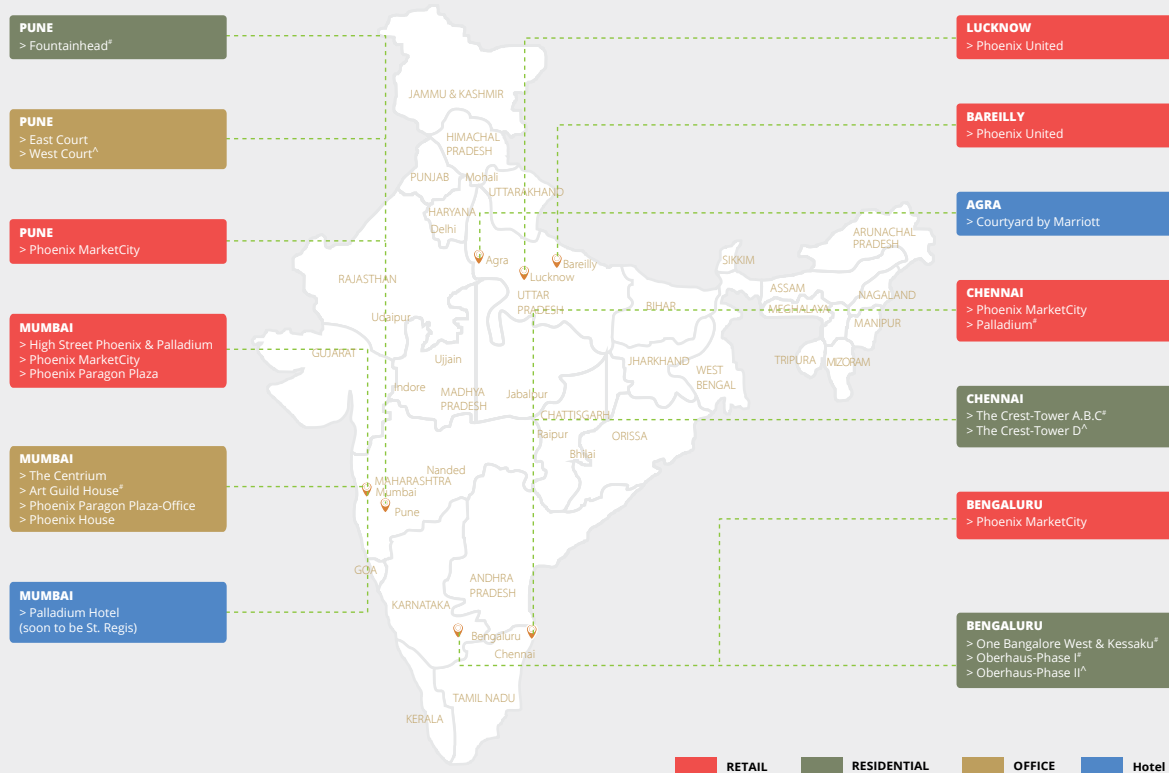 PUNE
> Fountainhead#
PUNE
> East Court
> West Court^
PUNE
> Phoenix MarketCity
MUMBAI
> High Street Phoenix & Palladium
> Phoenix MarketCity
> Phoenix Paragon Plaza
MUMBAI
> The Centrium
> Art Guild House#
> Phoenix Paragon Plaza-Office
> Phoenix House
MUMBAI
> Palladium Hotel
(soon to be St. Regis)
JAMMU & KASHMIR
HIMACHAL
PRADESH
PUNJAB
Mohali
UTTARAKHAND
HARYANA
Delhi
Agra
Bareilly
Lucknow
RAJASTHAN
UTTAR
PRADESH
Udaipur
GUJARAT
Ujjain
Indore
MADHYA
PRADESH
Jabalpur
BIHAR
SIKKIM
ARUNACHAL
PRADESH
ASSAM
NAGALAND
MEGHALAYA
MANIPUR
TRIPURA
MIZORAM
JHARKHAND
WEST
BENGAL
CHATTISGARH
Raipur
ORISSA
Bhilai
Nanded
MAHARASHTRA
Mumbai
Pune
GOA
ANDHRA
PRADESH
KARNATAKA
Bengaluru
Chennai
TAMIL NADU
KERALA
LUCKNOW
> Phoenix United
BAREILLY
> Phoenix United
AGRA
> Courtyard by Marriott
CHENNAI
> Phoenix MarketCity
> Palladium#
CHENNAI
> The Crest-Tower A,B.C#
> The Crest-Tower D^
BENGALURU
> Phoenix MarketCity
BENGALURU
> One Bangalore West & Kessaku#
> Oberhaus-Phase I#
> Oberhaus-Phase II^
RETAIL
RESIDENTIAL
OFFICE
Hotel